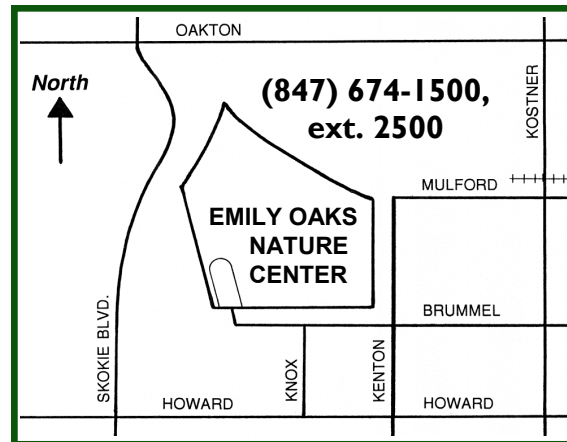 OAKTON
North
(847) 674-1500,
ext. 2500
KOSTNER
MULFORD
EMILY OAKS
NATURE
CENTER
BRUMMEL
SKOKIE BLVD.
KNOX
KENTON
HOWARD
HOWARD